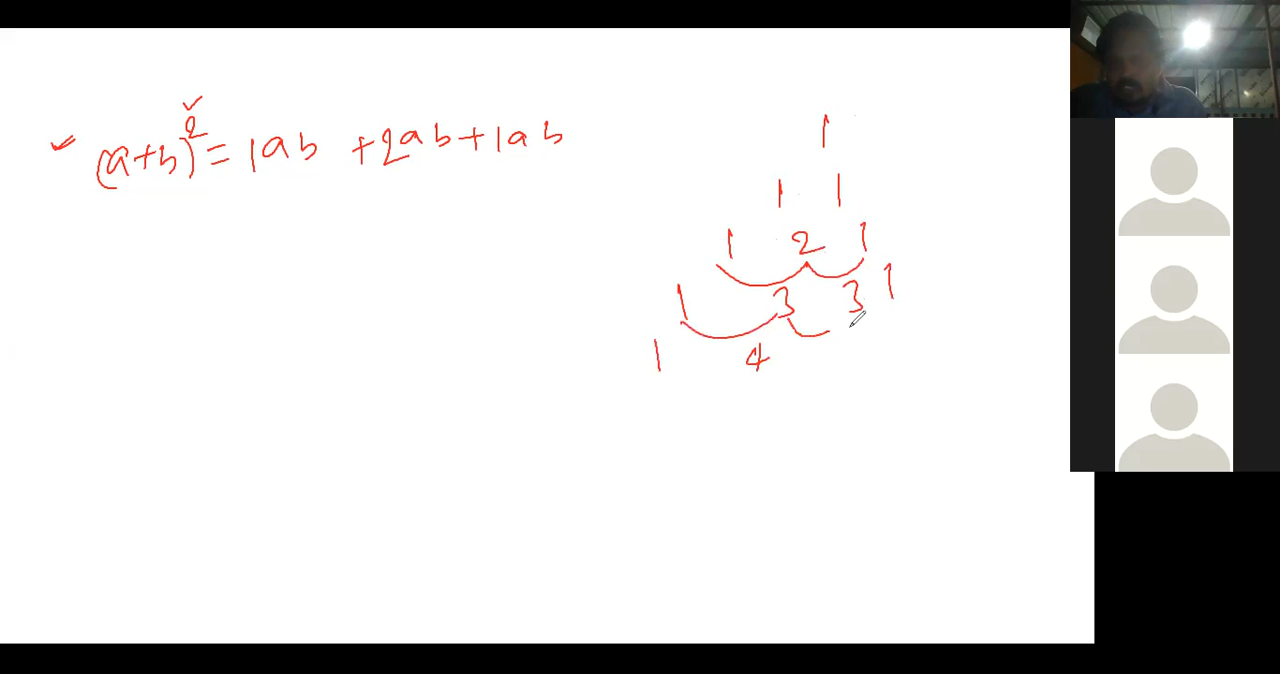 (a+b)² = 1ab + 2ab + 1ab
1
1 1
1 2 1
1 3 3 1
1 4